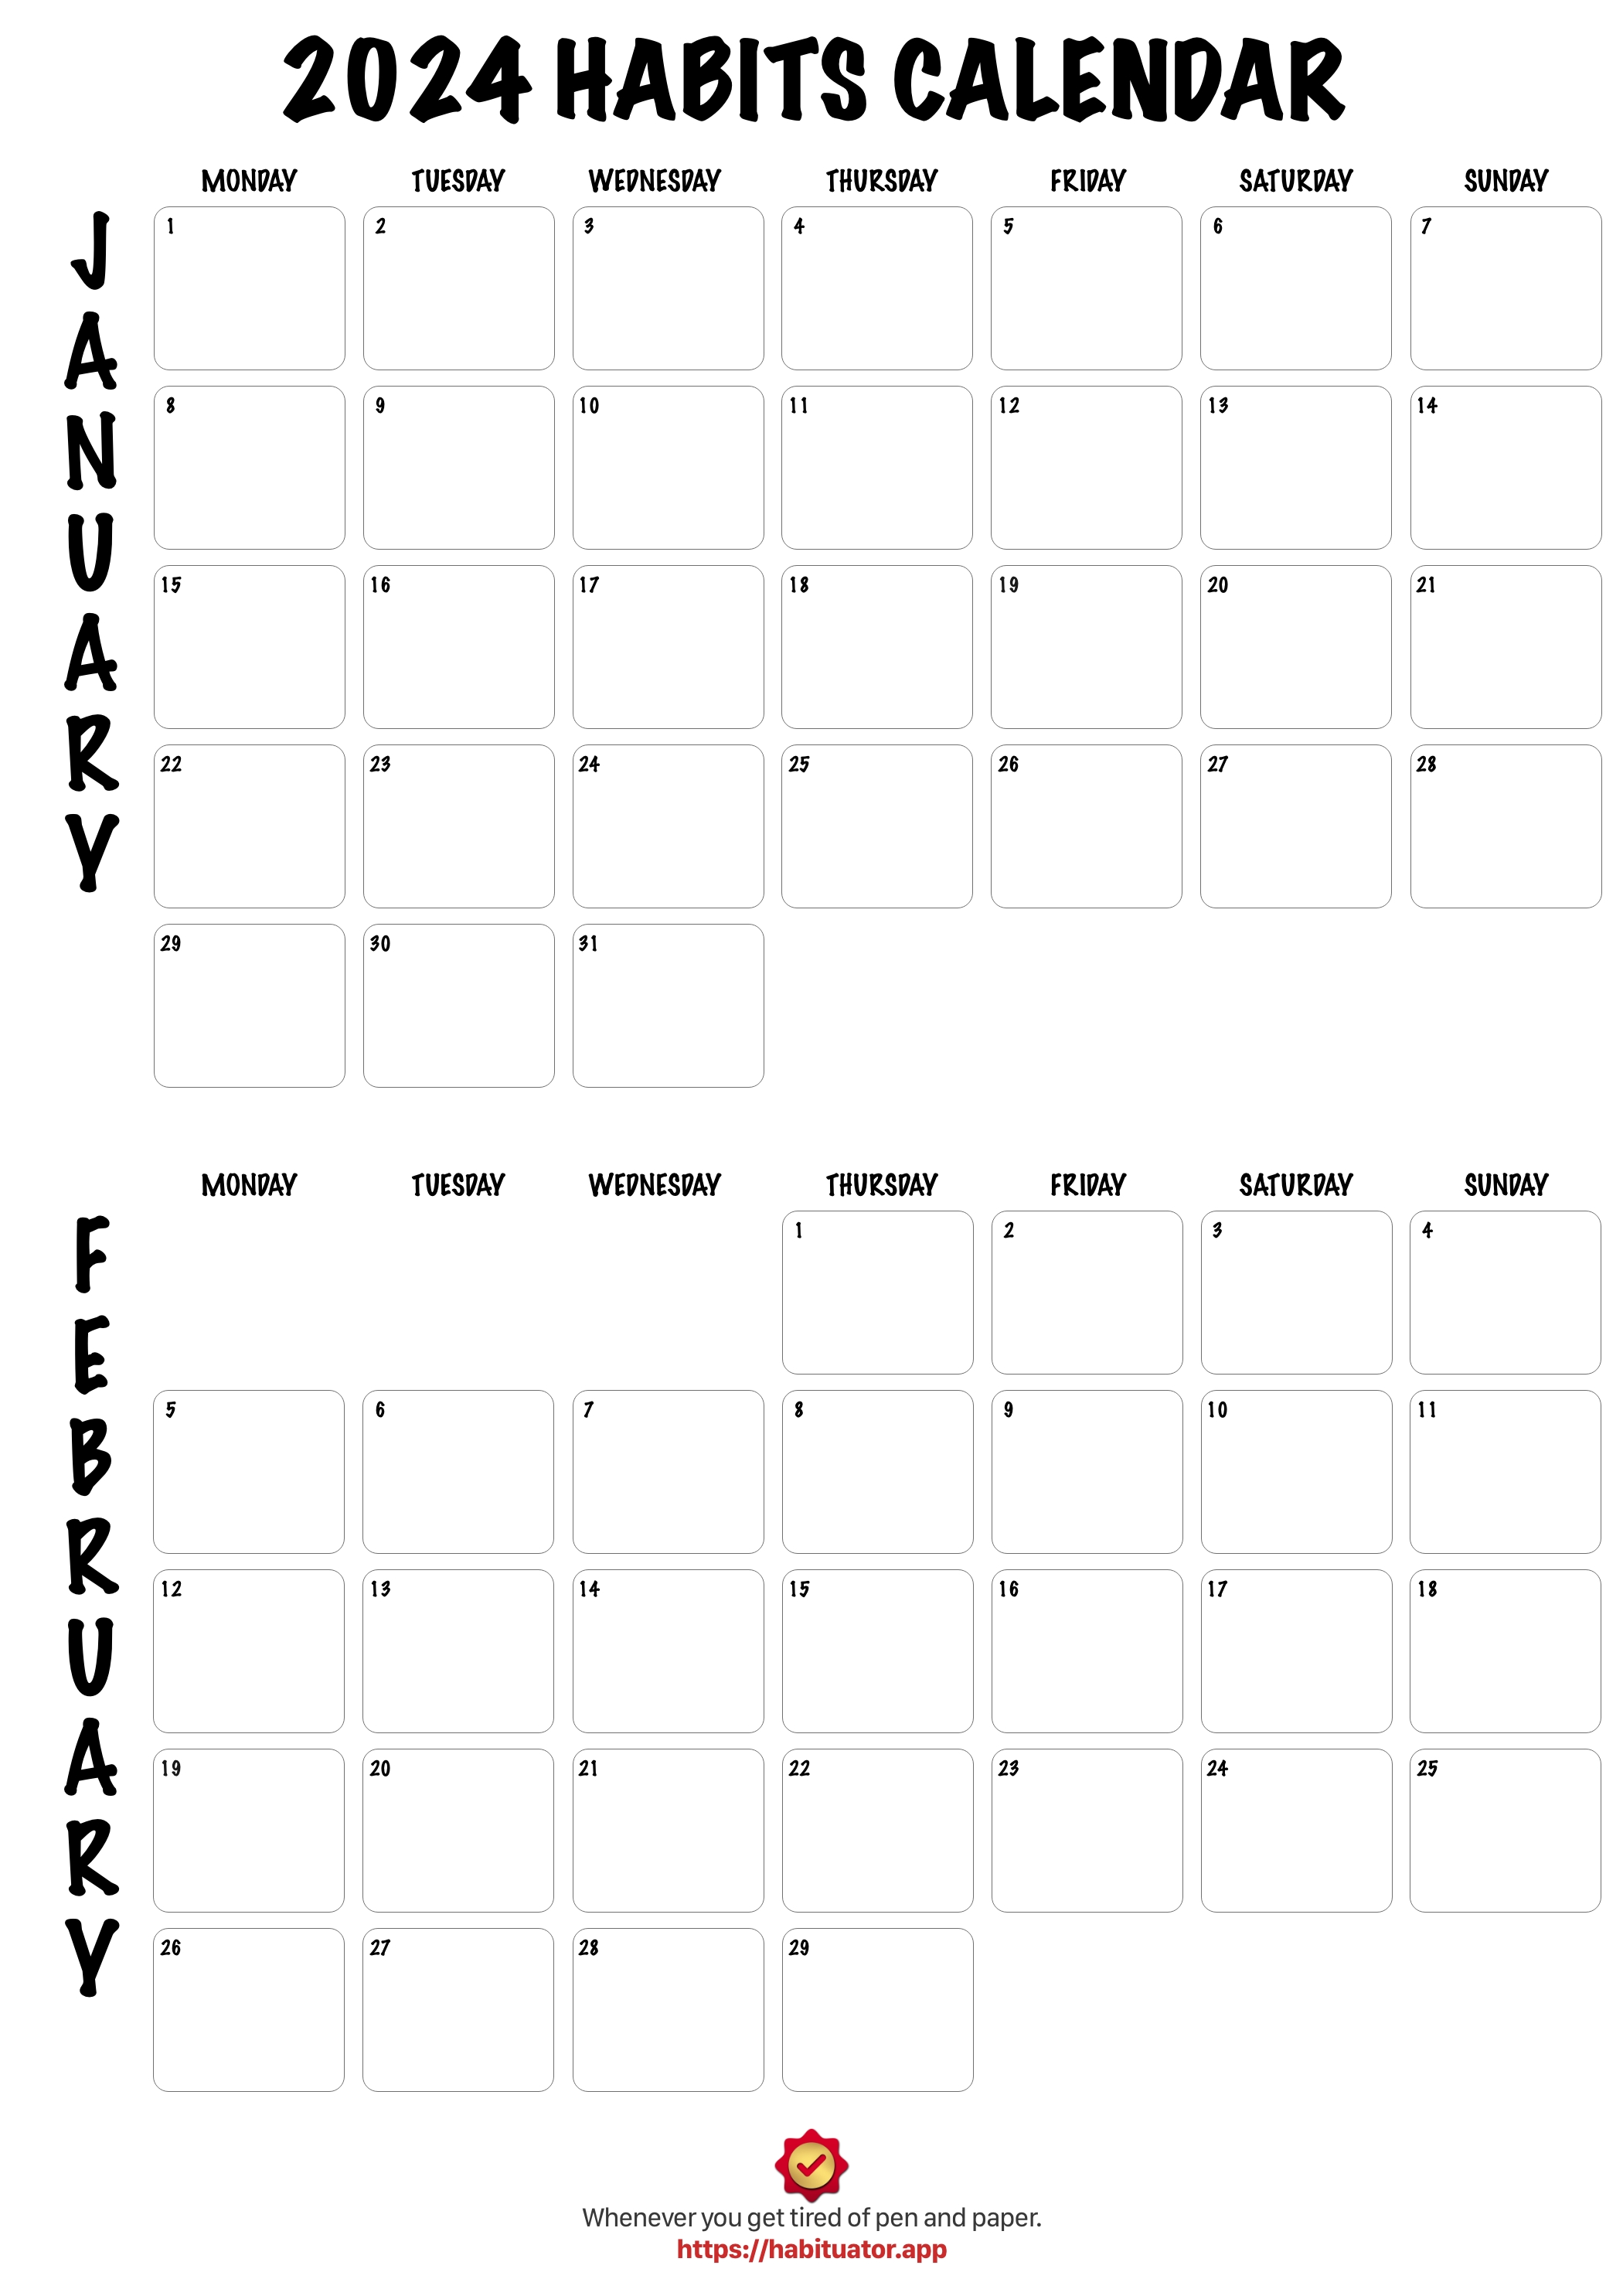 2024 HABITS CALENDAR
MONDAY TUESDAY WEDNESDAY THURSDAY FRIDAY SATURDAY SUNDAY
JANUARY
1 2 3 4 5 6 7
8 9 10 11 12 13 14
15 16 17 18 19 20 21
22 23 24 25 26 27 28
29 30 31
MONDAY TUESDAY WEDNESDAY THURSDAY FRIDAY SATURDAY SUNDAY
FEBRUARY
1 2 3 4
5 6 7 8 9 10 11
12 13 14 15 16 17 18
19 20 21 22 23 24 25
26 27 28 29
Whenever you get tired of pen and paper.
https://habituator.app